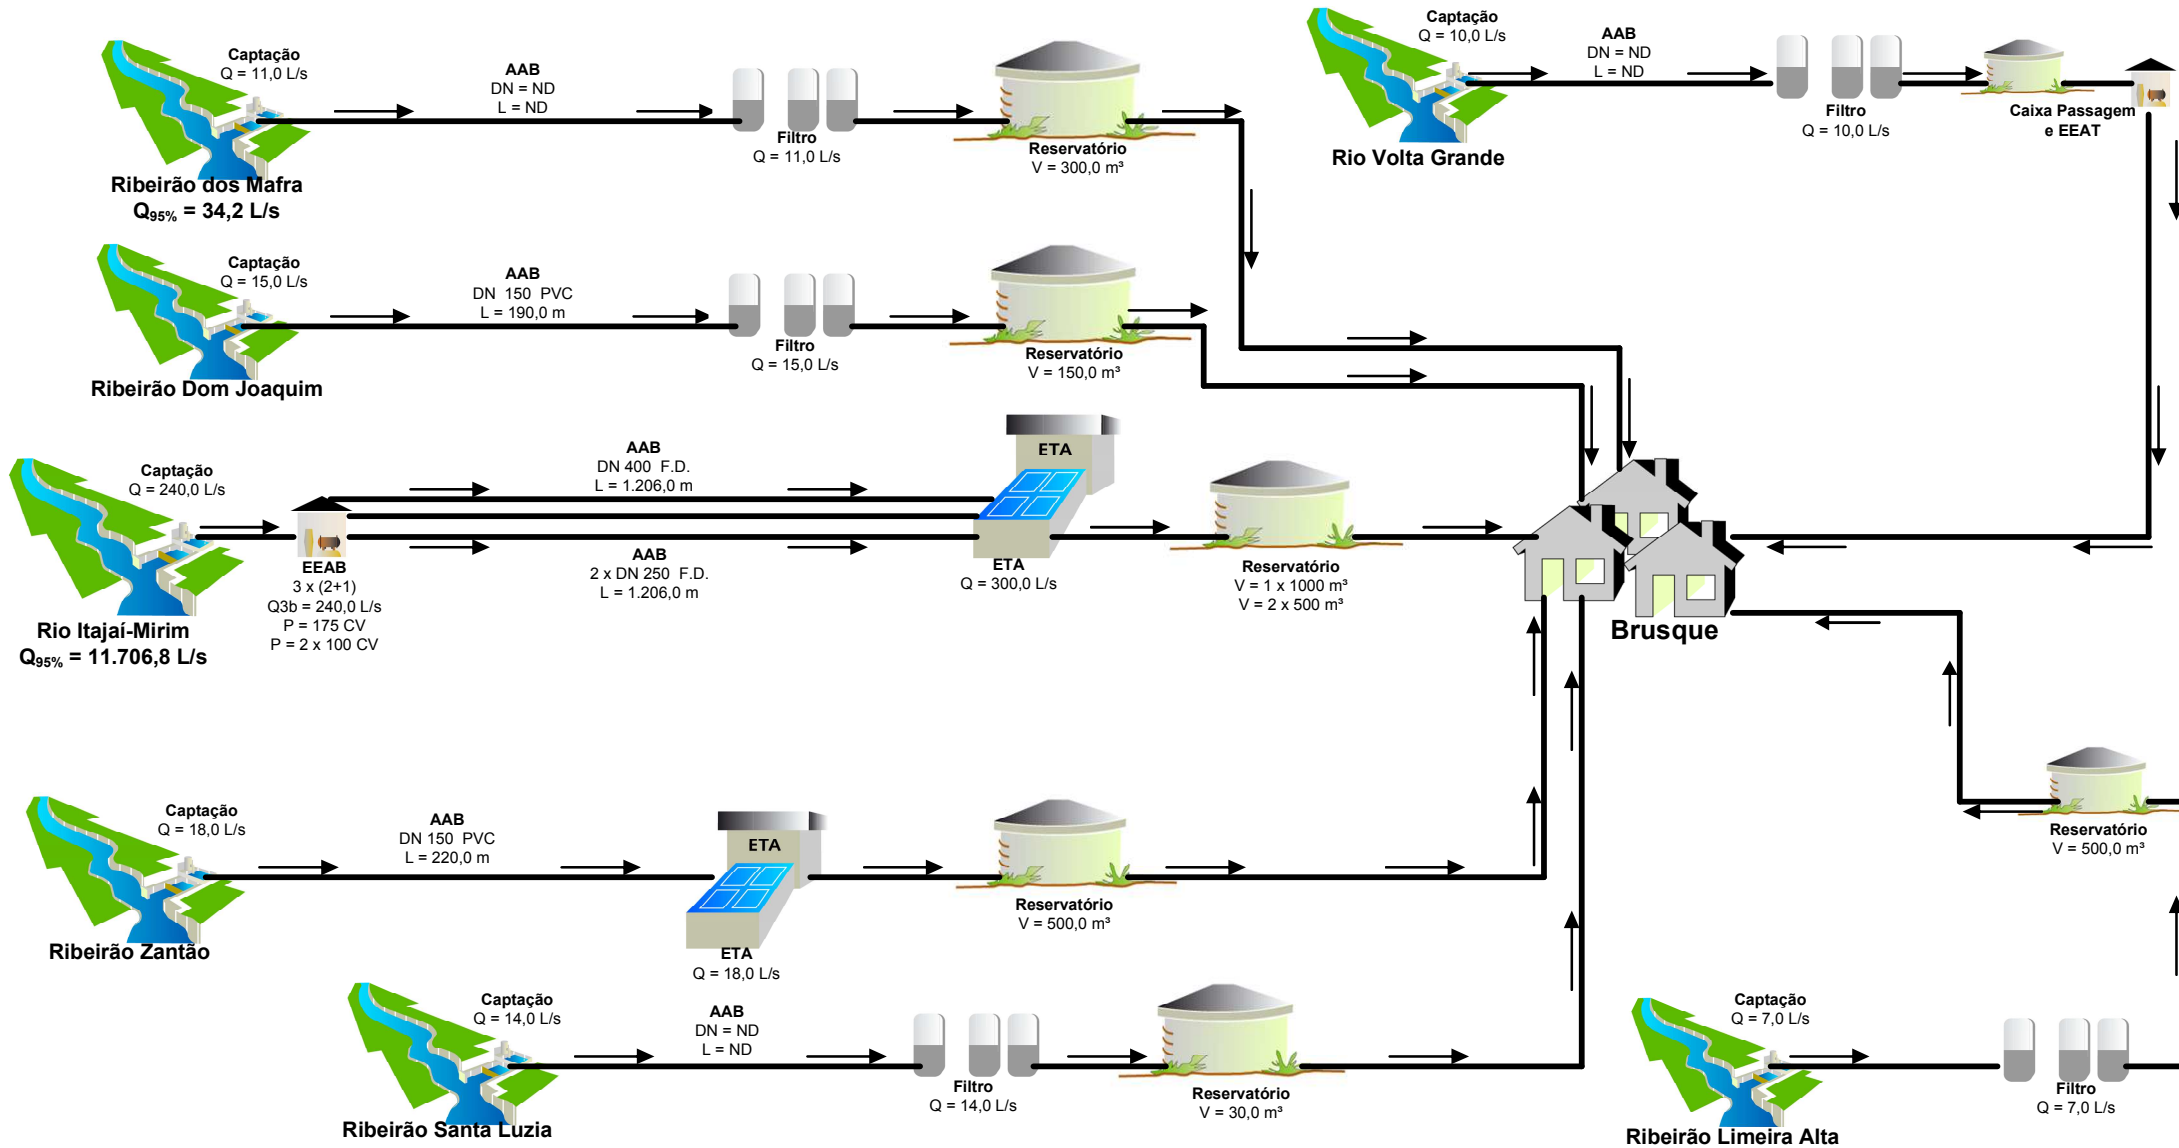 Captação
Q = 11,0 L/s
AAB
DN = ND
L = ND
Filtro
Q = 11,0 L/s
Reservatório
V = 300,0 m³
Ribeirão dos Mafra
Q95% = 34,2 L/s
Captação
Q = 10,0 L/s
AAB
DN = ND
L = ND
Filtro
Q = 10,0 L/s
Caixa Passagem
e EEAT
Rio Volta Grande
Captação
Q = 15,0 L/s
AAB
DN 150 PVC
L = 190,0 m
Filtro
Q = 15,0 L/s
Reservatório
V = 150,0 m³
Ribeirão Dom Joaquim
Captação
Q = 240,0 L/s
AAB
DN 400 F.D.
L = 1.206,0 m
ETA
EEAB
3 x (2+1)
Q3b = 240,0 L/s
P = 175 CV
P = 2 x 100 CV
AAB
2 x DN 250 F.D.
L = 1.206,0 m
ETA
Q = 300,0 L/s
Reservatório
V = 1 x 1000 m³
V = 2 x 500 m³
Rio Itajaí-Mirim
Q95% = 11.706,8 L/s
Brusque
Captação
Q = 18,0 L/s
AAB
DN 150 PVC
L = 220,0 m
ETA
ETA
Q = 18,0 L/s
Reservatório
V = 500,0 m³
Ribeirão Zantão
Reservatório
V = 500,0 m³
Captação
Q = 14,0 L/s
AAB
DN = ND
L = ND
Filtro
Q = 14,0 L/s
Reservatório
V = 30,0 m³
Ribeirão Santa Luzia
Captação
Q = 7,0 L/s
Filtro
Q = 7,0 L/s
Ribeirão Limeira Alta